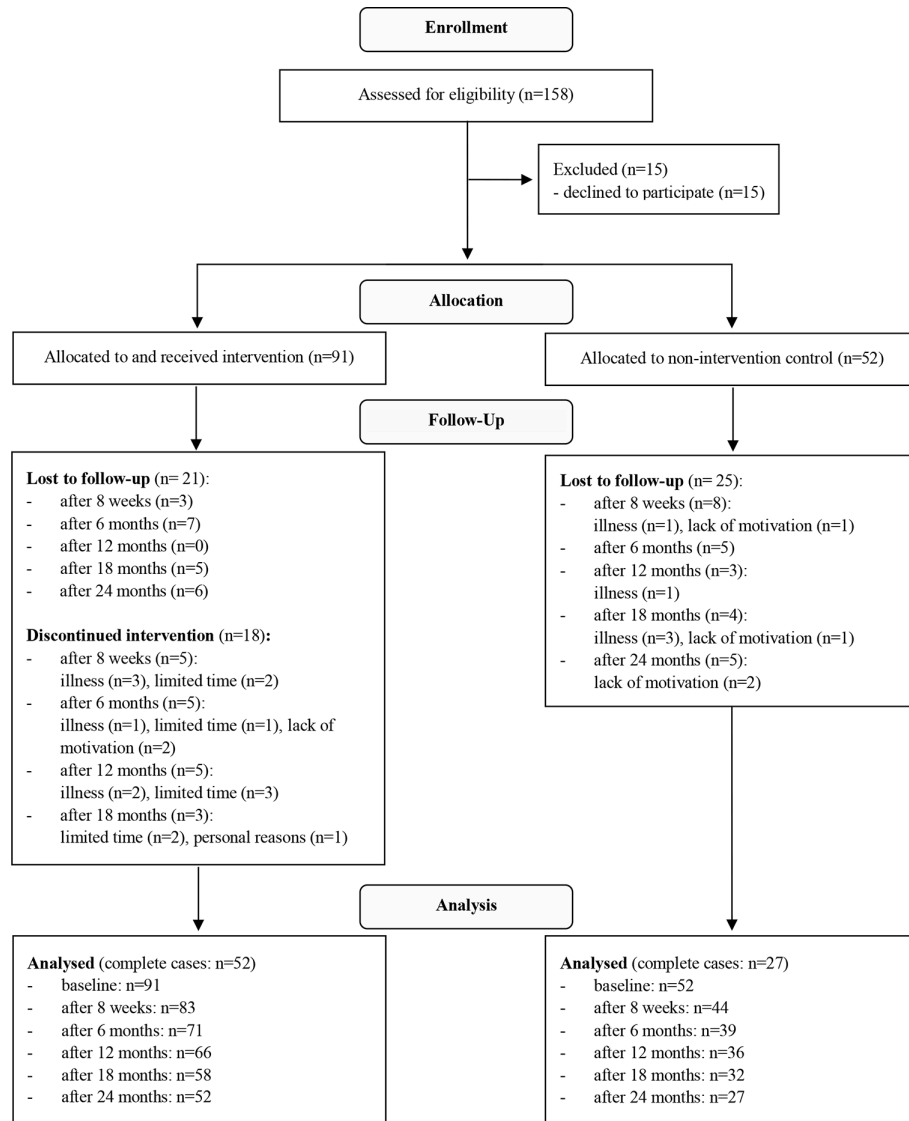 Enrollment
Assessed for eligibility (n=158)
Excluded (n=15)
- declined to participate (n=15)
Allocation
Allocated to and received intervention (n=91)
Allocated to non-intervention control (n=52)
Follow-Up
Lost to follow-up (n= 21):
- after 8 weeks (n=3)
- after 6 months (n=7)
- after 12 months (n=0)
- after 18 months (n=5)
- after 24 months (n=6)
Discontinued intervention (n=18):
- after 8 weeks (n=5):
illness (n=3), limited time (n=2)
- after 6 months (n=5):
illness (n=1), limited time (n=1), lack of
motivation (n=2)
- after 12 months (n=5):
illness (n=2), limited time (n=3)
- after 18 months (n=3):
limited time (n=2), personal reasons (n=1)
Lost to follow-up (n= 25):
- after 8 weeks (n=8):
illness (n=1), lack of motivation (n=1)
- after 6 months (n=5)
- after 12 months (n=3):
illness (n=1)
- after 18 months (n=4):
illness (n=3), lack of motivation (n=1)
- after 24 months (n=5):
lack of motivation (n=2)
Analysis
Analysed (complete cases: n=52)
- baseline: n=91
- after 8 weeks: n=83
- after 6 months: n=71
- after 12 months: n=66
- after 18 months: n=58
- after 24 months: n=52
Analysed (complete cases: n=27)
- baseline: n=52
- after 8 weeks: n=44
- after 6 months: n=39
- after 12 months: n=36
- after 18 months: n=32
- after 24 months: n=27